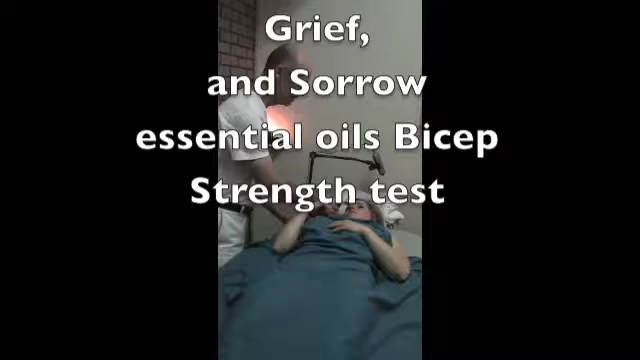 Grief,
and Sorrow
essential oils Bicep
Strength test